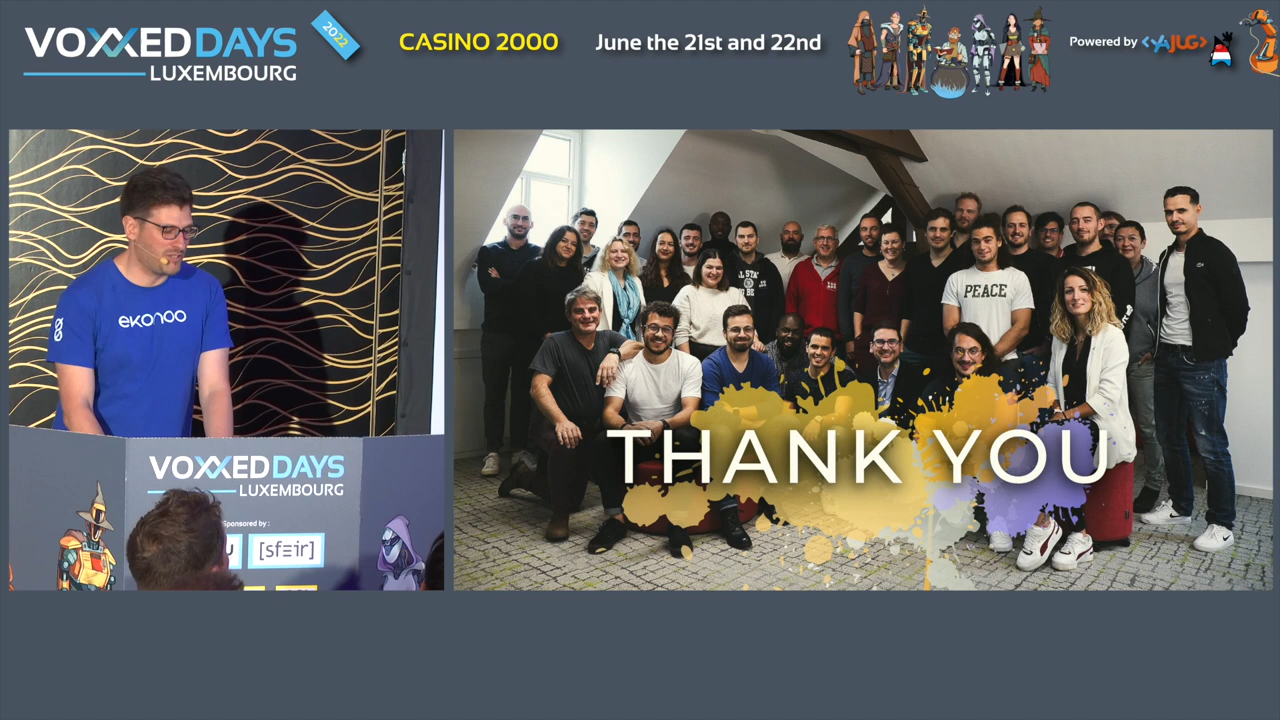 VOXXED DAYS
LUXEMBOURG
2022
CASINO 2000
June the 21st and 22nd
Powered by <YAJUG>
ekonoo
VOXXED DAYS
LUXEMBOURG
Sponsored by :
[sfeir]
PEACE
THANK YOU